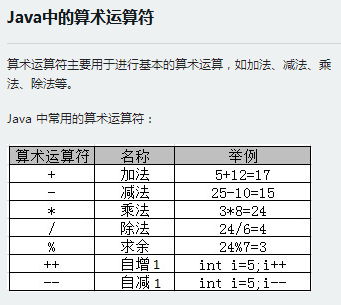 Java中的算术运算符
算术运算符主要用于进行基本的算术运算，如加法、减法、乘
法、除法等。
Java 中常用的算术运算符：
算术运算符 名称 举例
+ 加法 5+12=17
- 减法 25-10=15
* 乘法 3*8=24
/ 除法 24/6=4
% 求余 24%7=3
++ 自增1 int i=5;i++
-- 自减1 int i=5;i--